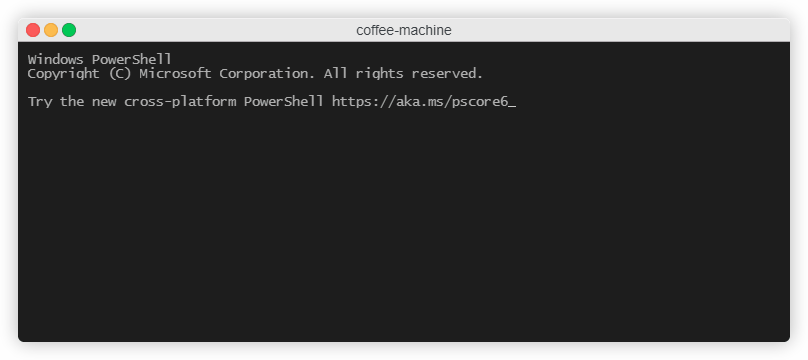 coffee-machine
Windows PowerShell
Copyright (C) Microsoft Corporation. All rights reserved.
Try the new cross-platform PowerShell https://aka.ms/pscore6_